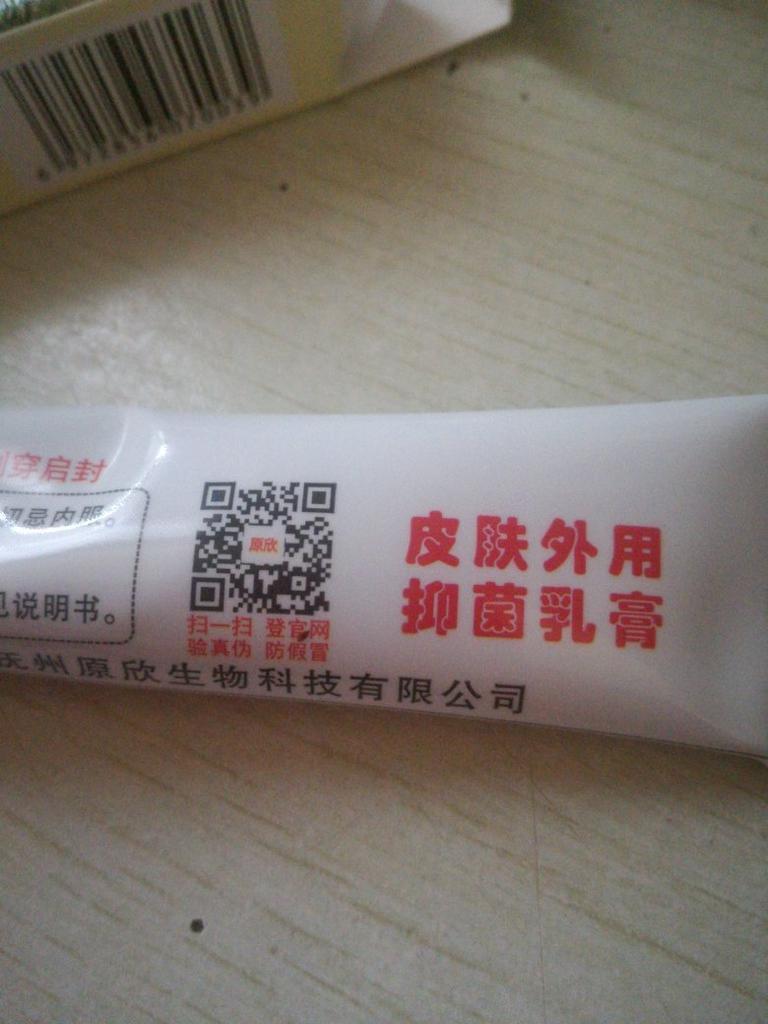 穿启封
切忌内服。
见说明书。
原欣
扫一扫 登官网
验真伪 防假冒
皮肤外用
抑菌乳膏
抚州原欣生物科技有限公司